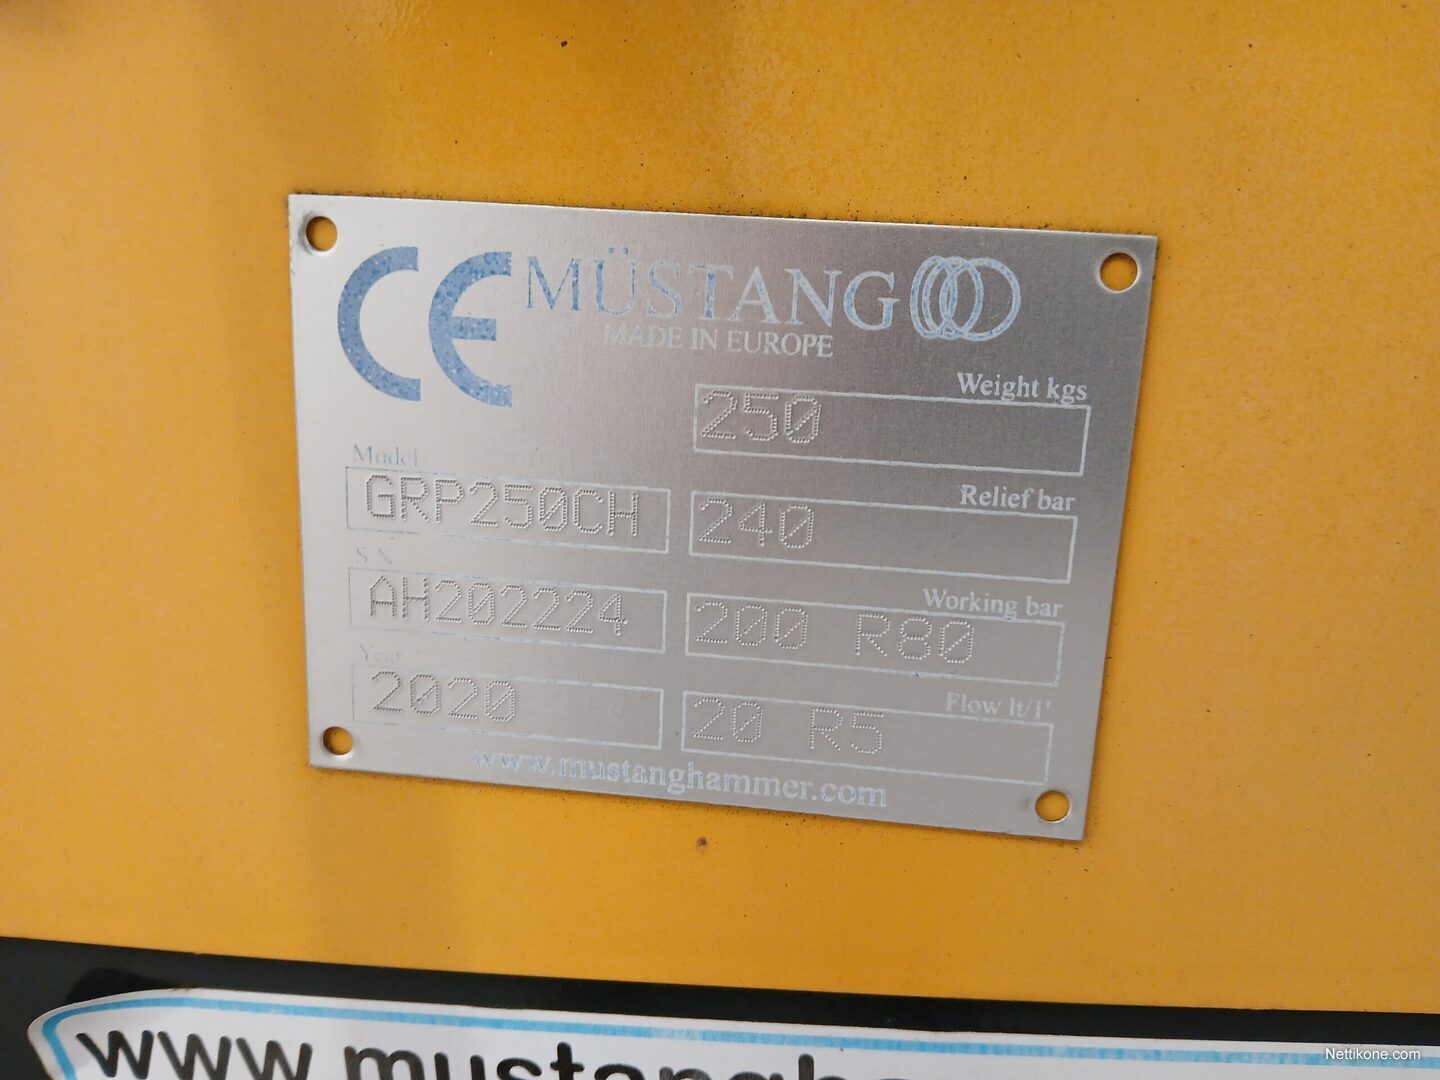 CE MÜSTANG
MADE IN EUROPE
Weight kgs
250
Model
GRP250CH
Relief bar
240
S.N.
AH202224
Working bar
200 R80
Year
2020
Flow lt/1'
20 R5
www.mustanghammer.com
www.mustangha
Nettikone.com